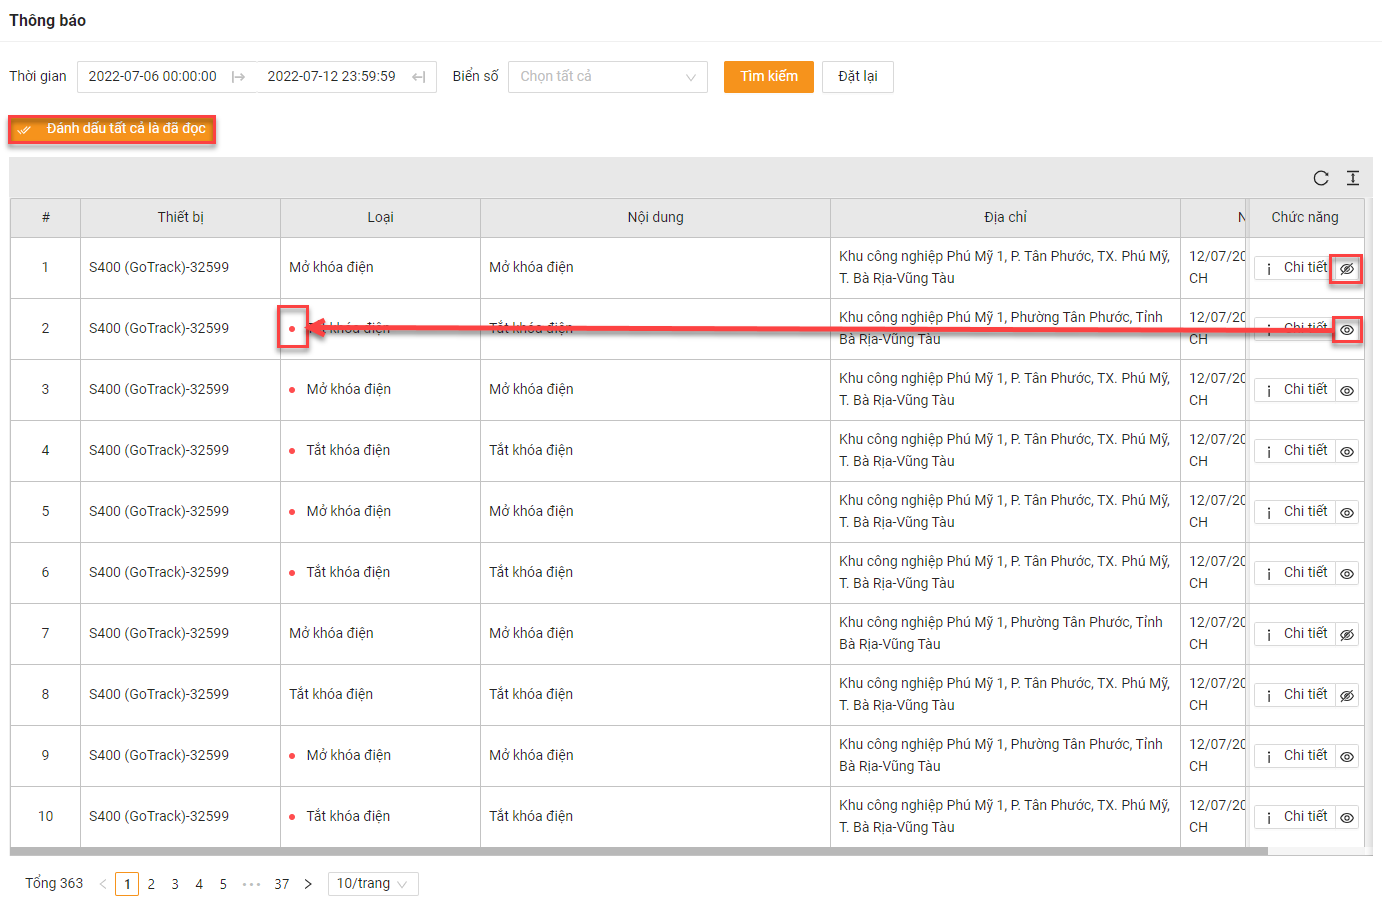 Thông báo
Thời gian 2022-07-06 00:00:00 2022-07-12 23:59:59 Biển số Chọn tất cả Tìm kiếm Đặt lại
Đánh dấu tất cả là đã đọc
# Thiết bị Loại Nội dung Địa chỉ N Chức năng
1 S400 (GoTrack)-32599 Mở khóa điện Mở khóa điện Khu công nghiệp Phú Mỹ 1, P. Tân Phước, TX. Phú Mỹ, 12/07/20 Chi tiết
T. Bà Rịa-Vũng Tàu CH
2 S400 (GoTrack)-32599 Tắt khóa điện Tắt khóa điện Khu công nghiệp Phú Mỹ 1, Phường Tân Phước, Tỉnh 12/07/20 Chi tiết
Bà Rịa-Vũng Tàu CH
3 S400 (GoTrack)-32599 Mở khóa điện Mở khóa điện Khu công nghiệp Phú Mỹ 1, P. Tân Phước, TX. Phú Mỹ, 12/07/20 Chi tiết
T. Bà Rịa-Vũng Tàu CH
4 S400 (GoTrack)-32599 Tắt khóa điện Tắt khóa điện Khu công nghiệp Phú Mỹ 1, P. Tân Phước, TX. Phú Mỹ, 12/07/20 Chi tiết
T. Bà Rịa-Vũng Tàu CH
5 S400 (GoTrack)-32599 Mở khóa điện Mở khóa điện Khu công nghiệp Phú Mỹ 1, P. Tân Phước, TX. Phú Mỹ, 12/07/20 Chi tiết
T. Bà Rịa-Vũng Tàu CH
6 S400 (GoTrack)-32599 Tắt khóa điện Tắt khóa điện Khu công nghiệp Phú Mỹ 1, P. Tân Phước, TX. Phú Mỹ, 12/07/20 Chi tiết
T. Bà Rịa-Vũng Tàu CH
7 S400 (GoTrack)-32599 Mở khóa điện Mở khóa điện Khu công nghiệp Phú Mỹ 1, Phường Tân Phước, Tỉnh 12/07/20 Chi tiết
Bà Rịa-Vũng Tàu CH
8 S400 (GoTrack)-32599 Tắt khóa điện Tắt khóa điện Khu công nghiệp Phú Mỹ 1, P. Tân Phước, TX. Phú Mỹ, 12/07/20 Chi tiết
T. Bà Rịa-Vũng Tàu CH
9 S400 (GoTrack)-32599 Mở khóa điện Mở khóa điện Khu công nghiệp Phú Mỹ 1, Phường Tân Phước, Tỉnh 12/07/20 Chi tiết
Bà Rịa-Vũng Tàu CH
10 S400 (GoTrack)-32599 Tắt khóa điện Tắt khóa điện Khu công nghiệp Phú Mỹ 1, P. Tân Phước, TX. Phú Mỹ, 12/07/20 Chi tiết
T. Bà Rịa-Vũng Tàu CH
Tổng 363 < 1 2 3 4 5 ••• 37 > 10/trang